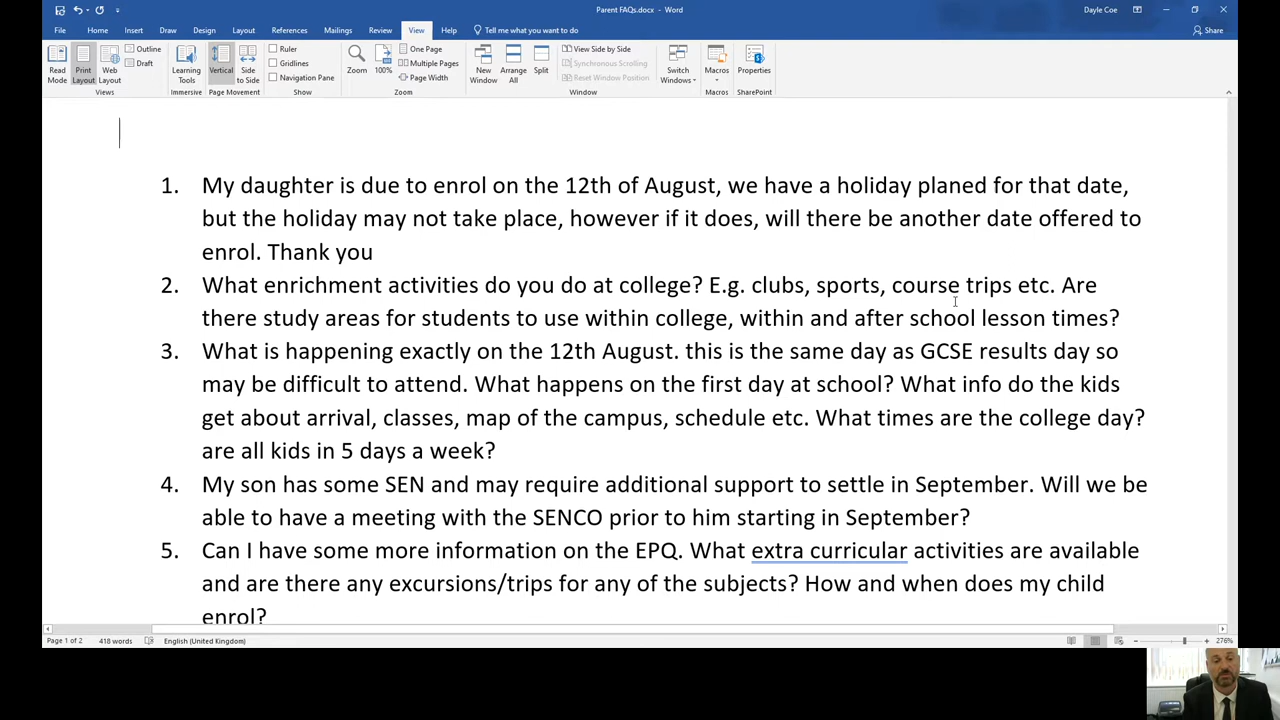 Parent FAQs.docx - Word
Dayle Coe
File Home Insert Draw Design Layout References Mailings Review View Help Tell me what you want to do Share
Read Mode
Print Layout
Web Layout
Outline
Draft
Views
Learning Tools
Immersive
Vertical
Side to Side
Page Movement
Ruler
Gridlines
Navigation Pane
Show
Zoom
100%
One Page
Multiple Pages
Page Width
Zoom
New Window
Arrange All
Split
View Side by Side
Synchronous Scrolling
Reset Window Position
Window
Switch Windows
Macros
Macros
Properties
SharePoint
1. My daughter is due to enrol on the 12th of August, we have a holiday planed for that date,
but the holiday may not take place, however if it does, will there be another date offered to
enrol. Thank you
2. What enrichment activities do you do at college? E.g. clubs, sports, course trips etc. Are
there study areas for students to use within college, within and after school lesson times?
3. What is happening exactly on the 12th August. this is the same day as GCSE results day so
may be difficult to attend. What happens on the first day at school? What info do the kids
get about arrival, classes, map of the campus, schedule etc. What times are the college day?
are all kids in 5 days a week?
4. My son has some SEN and may require additional support to settle in September. Will we be
able to have a meeting with the SENCO prior to him starting in September?
5. Can I have some more information on the EPQ. What extra curricular activities are available
and are there any excursions/trips for any of the subjects? How and when does my child
enrol?
Page 1 of 2 418 words English (United Kingdom) 276%